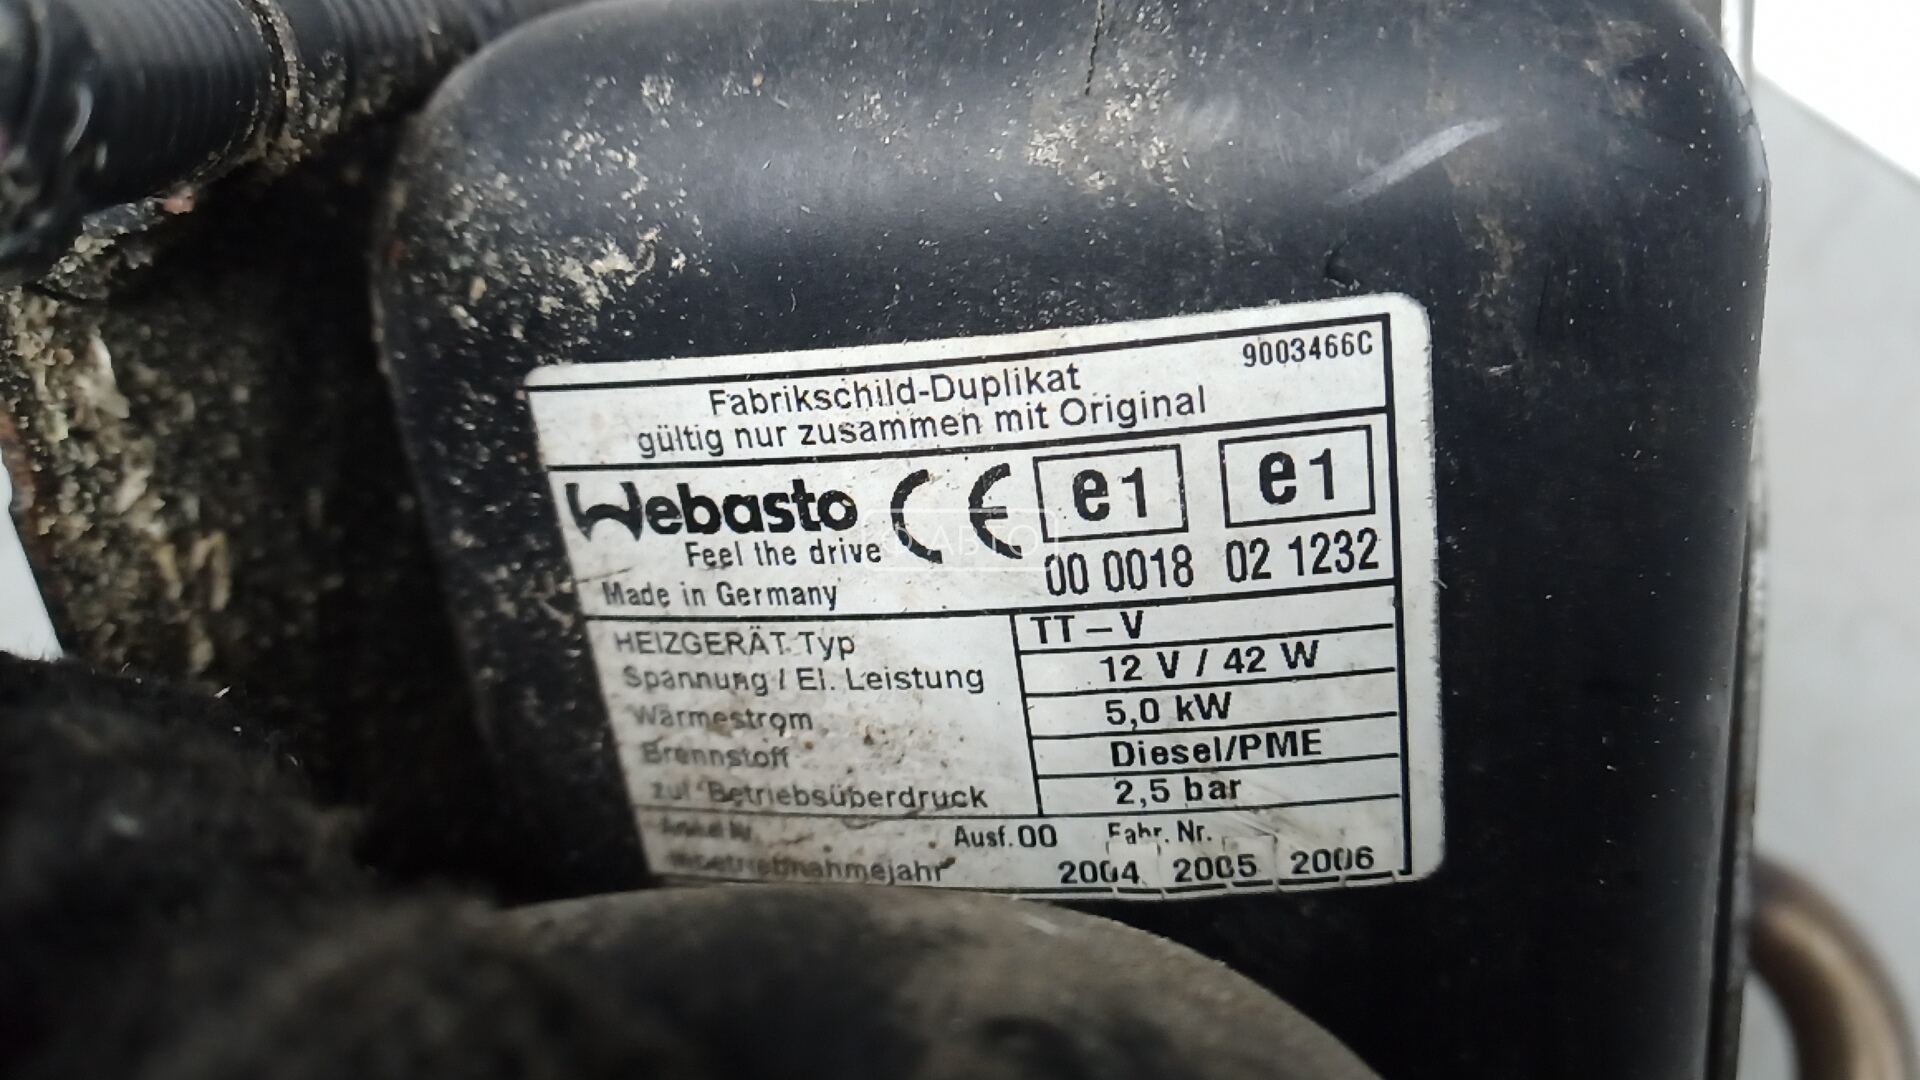 9003466C
Fabrikschild-Duplikat
gültig nur zusammen mit Original
Webasto CE e1 e1
Feel the drive
00 0018 02 1232
Made in Germany
HEIZGERÄT Typ TT – V
Spannung / El. Leistung 12 V / 42 W
Wärmestrom 5,0 kW
Brennstoff Diesel/PME
zul. Betriebsüberdruck 2,5 bar
Ausf. 00 Fahr. Nr.
2004 2005 2006